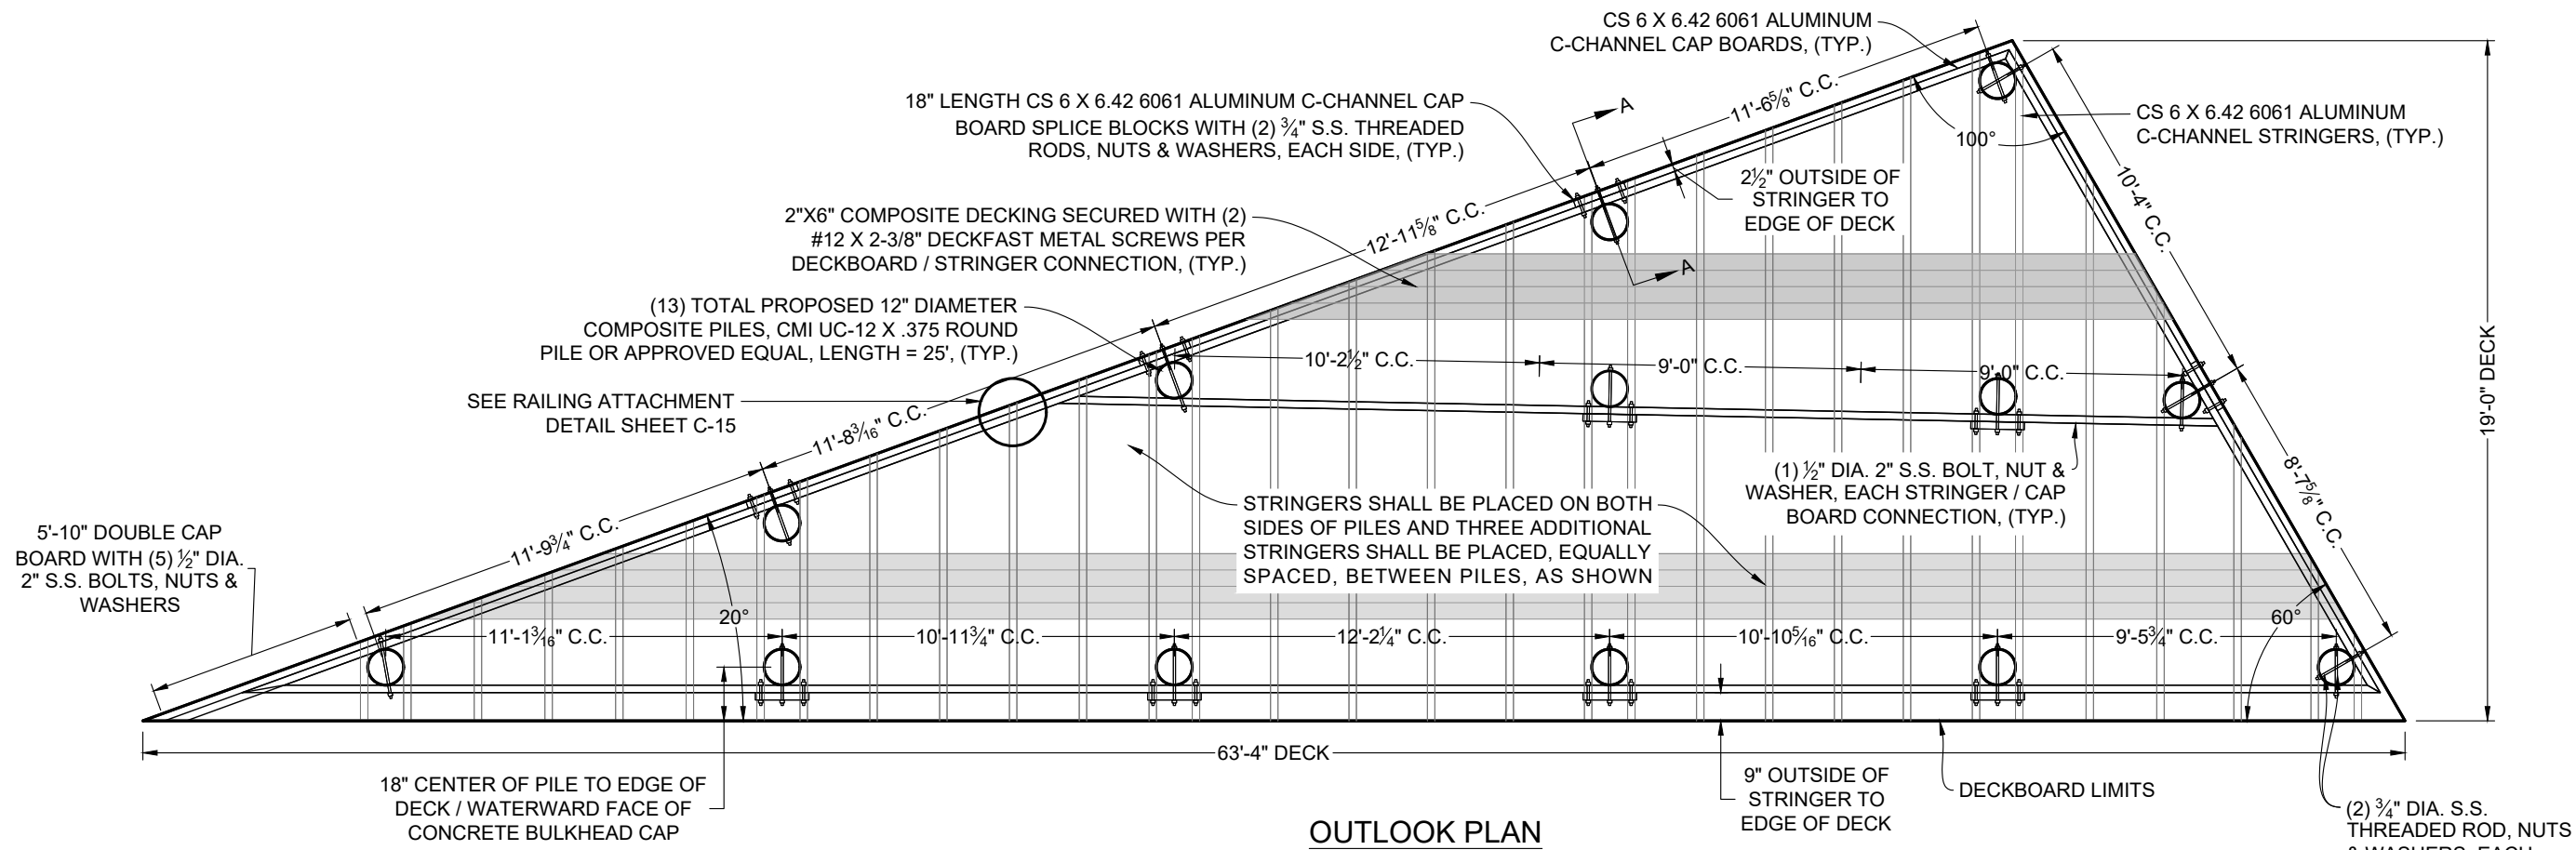 CS 6 X 6.42 6061 ALUMINUM
C-CHANNEL CAP BOARDS, (TYP.)
18" LENGTH CS 6 X 6.42 6061 ALUMINUM C-CHANNEL CAP
BOARD SPLICE BLOCKS WITH (2) ¾" S.S. THREADED
RODS, NUTS & WASHERS, EACH SIDE, (TYP.)
A
A
11'-6⅝" C.C.
100°
CS 6 X 6.42 6061 ALUMINUM
C-CHANNEL STRINGERS, (TYP.)
2½" OUTSIDE OF
STRINGER TO
EDGE OF DECK
10'-4" C.C.
2"X6" COMPOSITE DECKING SECURED WITH (2)
#12 X 2-3/8" DECKFAST METAL SCREWS PER
DECKBOARD / STRINGER CONNECTION, (TYP.)
12'-11⅝" C.C.
(13) TOTAL PROPOSED 12" DIAMETER
COMPOSITE PILES, CMI UC-12 X .375 ROUND
PILE OR APPROVED EQUAL, LENGTH = 25', (TYP.)
10'-2½" C.C.
9'-0" C.C.
9'-0" C.C.
19'-0" DECK
SEE RAILING ATTACHMENT
DETAIL SHEET C-15
11'-8³⁄₁₆" C.C.
(1) ½" DIA. 2" S.S. BOLT, NUT &
WASHER, EACH STRINGER / CAP
BOARD CONNECTION, (TYP.)
8'-7⅝" C.C.
STRINGERS SHALL BE PLACED ON BOTH
SIDES OF PILES AND THREE ADDITIONAL
STRINGERS SHALL BE PLACED, EQUALLY
SPACED, BETWEEN PILES, AS SHOWN
5'-10" DOUBLE CAP
BOARD WITH (5) ½" DIA.
2" S.S. BOLTS, NUTS &
WASHERS
11'-9¾" C.C.
20°
60°
11'-1³⁄₁₆" C.C.
10'-11¾" C.C.
12'-2¼" C.C.
10'-10⁵⁄₁₆" C.C.
9'-5¾" C.C.
63'-4" DECK
18" CENTER OF PILE TO EDGE OF
DECK / WATERWARD FACE OF
CONCRETE BULKHEAD CAP
9" OUTSIDE OF
STRINGER TO
EDGE OF DECK
DECKBOARD LIMITS
(2) ¾" DIA. S.S.
THREADED ROD, NUTS
& WASHERS, EACH
OUTLOOK PLAN